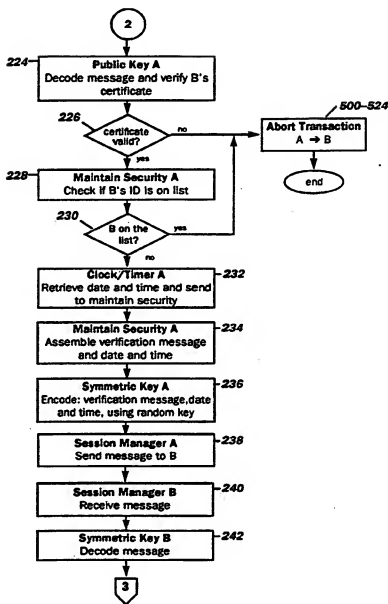 2
224
Public Key A
Decode message and verify B's
certificate
226
certificate
valid?
no
yes
500-524
Abort Transaction
A → B
end
228
Maintain Security A
Check if B's ID is on list
230
B on the
list?
yes
no
Clock/Timer A
Retrieve date and time and send
to maintain security
232
Maintain Security A
Assemble verification message
and date and time
234
Symmetric Key A
Encode: verification message,date
and time, using random key
236
Session Manager A
Send message to B
238
Session Manager B
Receive message
240
Symmetric Key B
Decode message
242
3